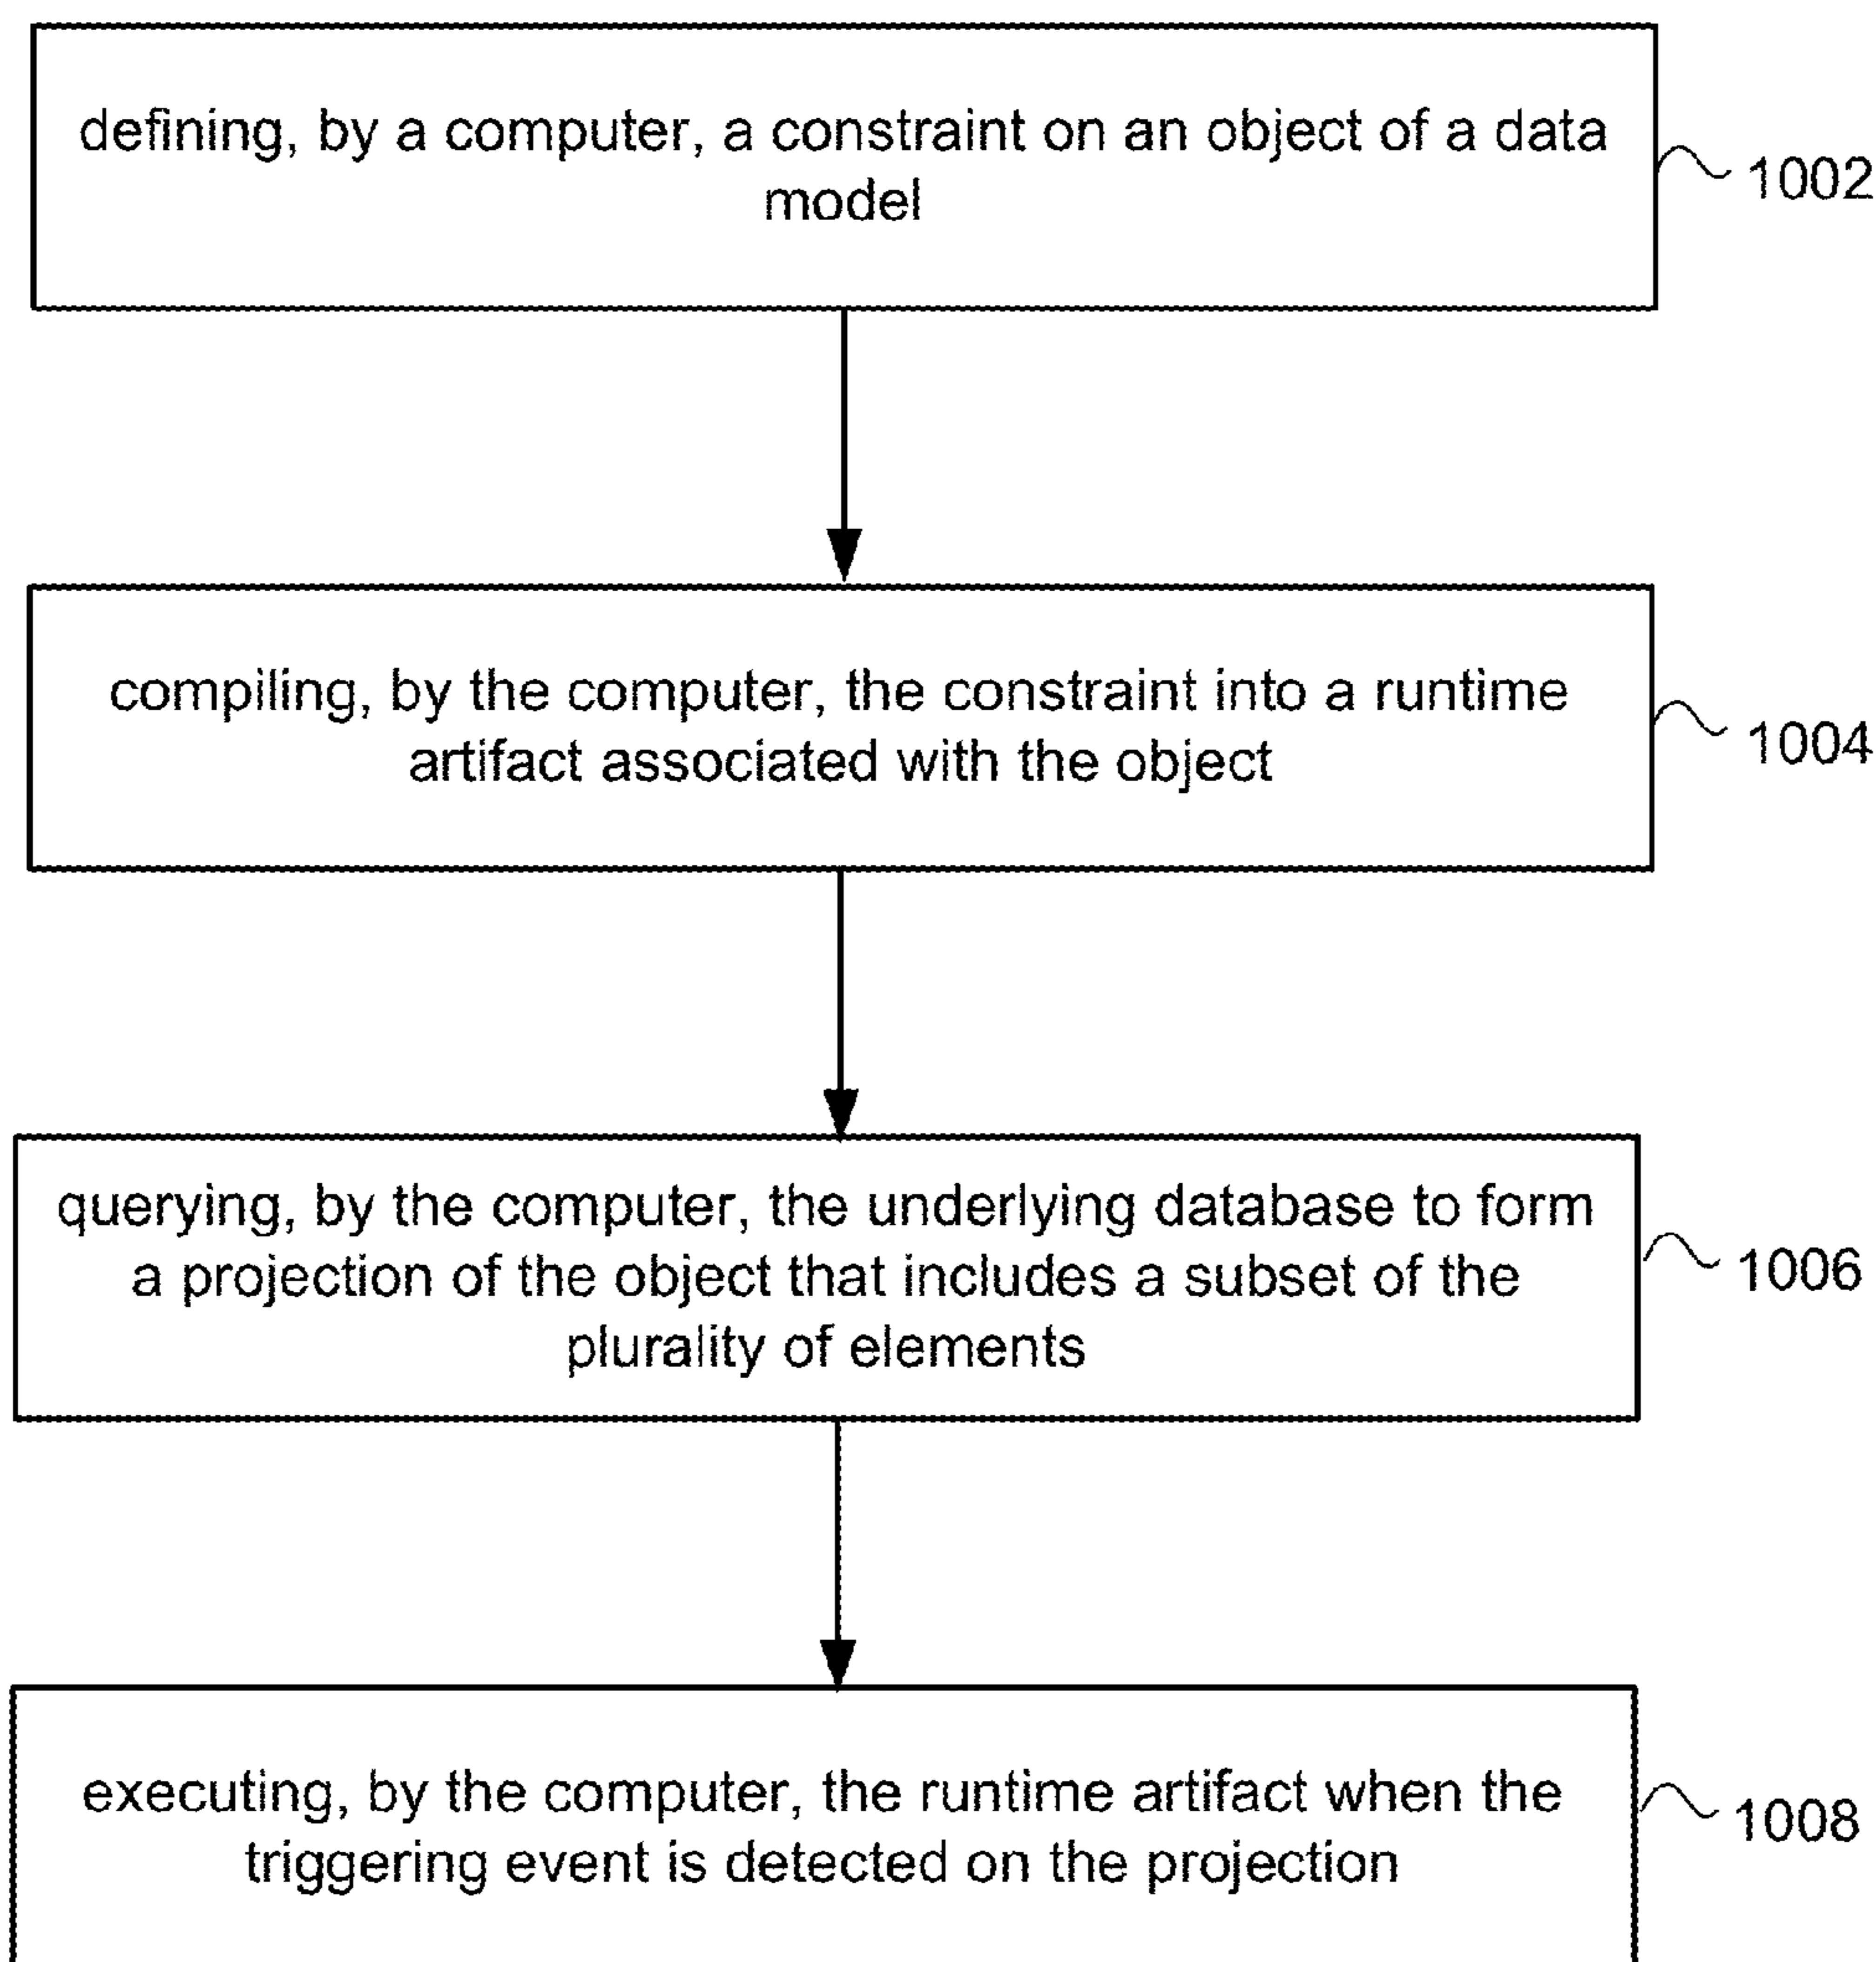 defining, by a computer, a constraint on an object of a data
model
1002
compiling, by the computer, the constraint into a runtime
artifact associated with the object
1004
querying, by the computer, the underlying database to form
a projection of the object that includes a subset of the
plurality of elements
1006
executing, by the computer, the runtime artifact when the
triggering event is detected on the projection
1008